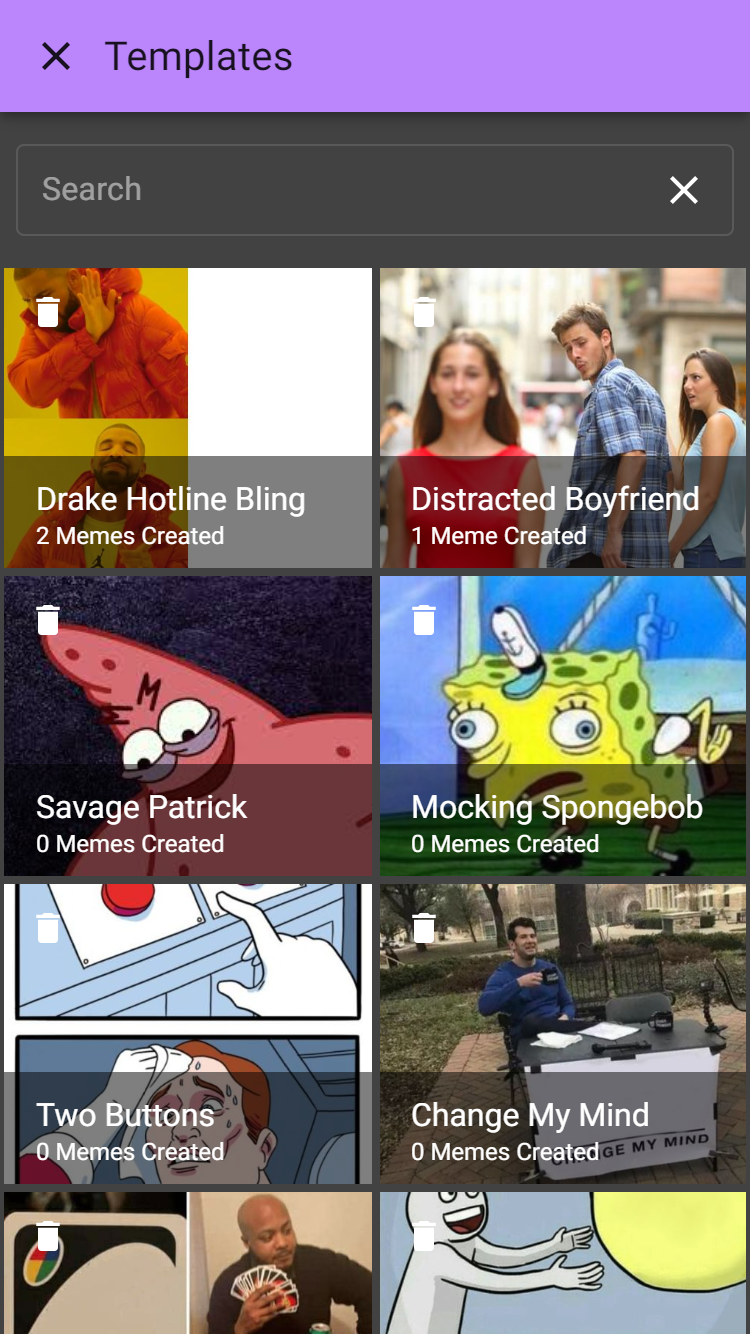 Templates
Search
Drake Hotline Bling
2 Memes Created
Distracted Boyfriend
1 Meme Created
Savage Patrick
0 Memes Created
Mocking Spongebob
0 Memes Created
Two Buttons
0 Memes Created
Change My Mind
0 Memes Created
CHANGE MY MIND